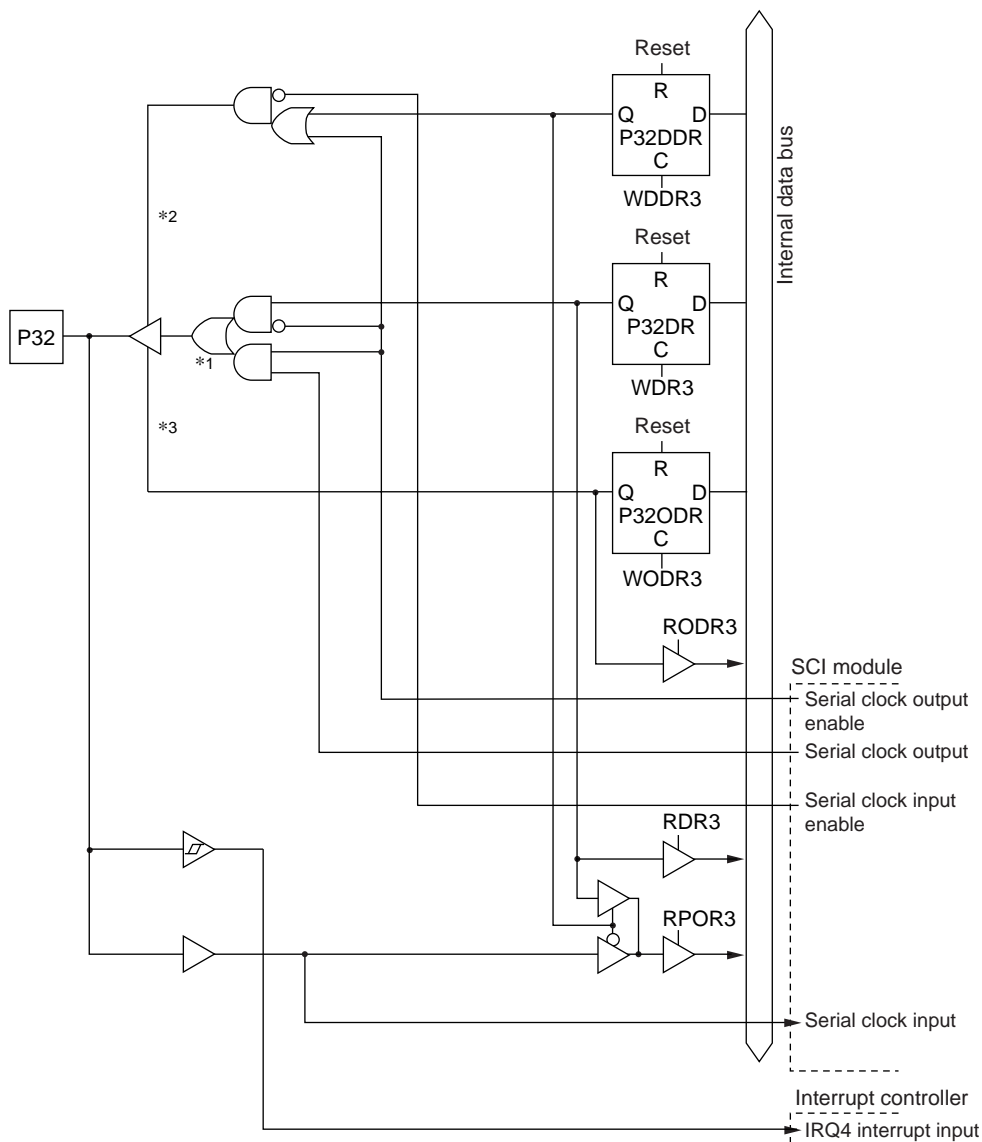 Reset
R
Q D
P32DDR
C
WDDR3
Internal data bus
*2
Reset
R
Q D
P32DR
C
WDR3
P32
*1
*3
Reset
R
Q D
P32ODR
C
WODR3
RODR3
SCI module
Serial clock output
enable
Serial clock output
Serial clock input
enable
RDR3
RPOR3
Serial clock input
Interrupt controller
IRQ4 interrupt input